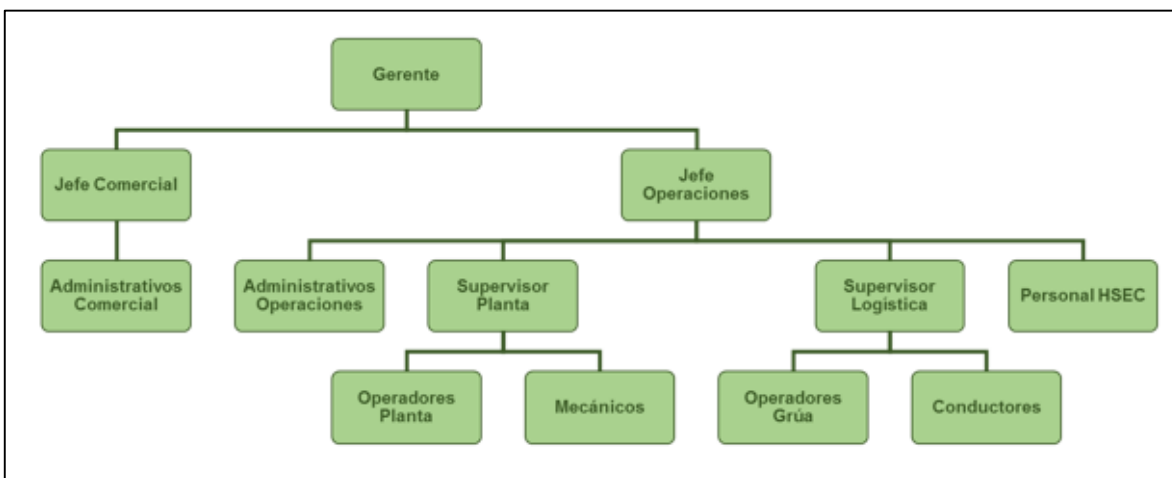 Gerente
Jefe Comercial
Jefe
Operaciones
Administrativos
Comercial
Administrativos
Operaciones
Supervisor
Planta
Supervisor
Logística
Personal HSEC
Operadores
Planta
Mecánicos
Operadores
Grúa
Conductores